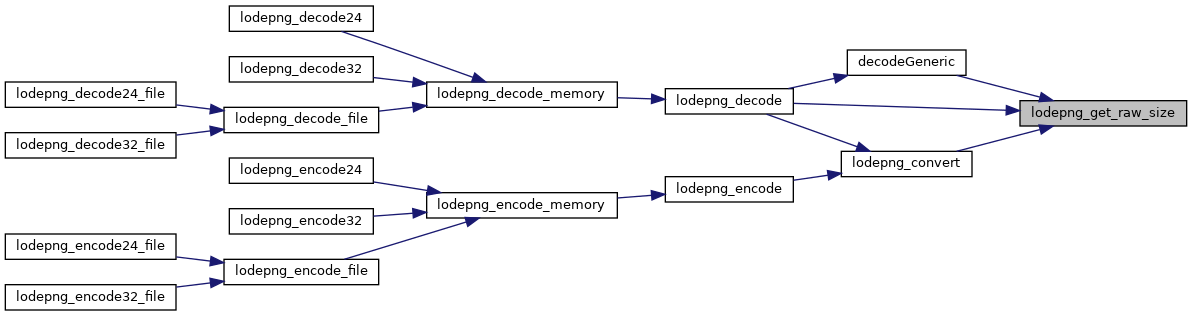 lodepng_decode24
lodepng_decode32
lodepng_decode24_file
lodepng_decode32_file
lodepng_decode_file
lodepng_decode_memory
lodepng_decode
decodeGeneric
lodepng_get_raw_size
lodepng_convert
lodepng_encode
lodepng_encode_memory
lodepng_encode24
lodepng_encode32
lodepng_encode_file
lodepng_encode24_file
lodepng_encode32_file